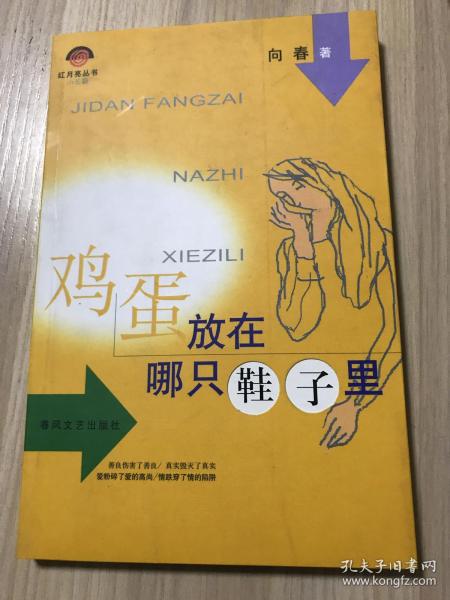 红月亮丛书
向春 著
JIDAN FANGZAI
NAZHI
XIEZILI
鸡蛋
放在
哪只鞋子里
春风文艺出版社
善良伤害了善良/ 真实毁灭了真实
爱粉碎了爱的高尚/情跌穿了情的陷阱
孔夫子旧书网
www.kongfz.com